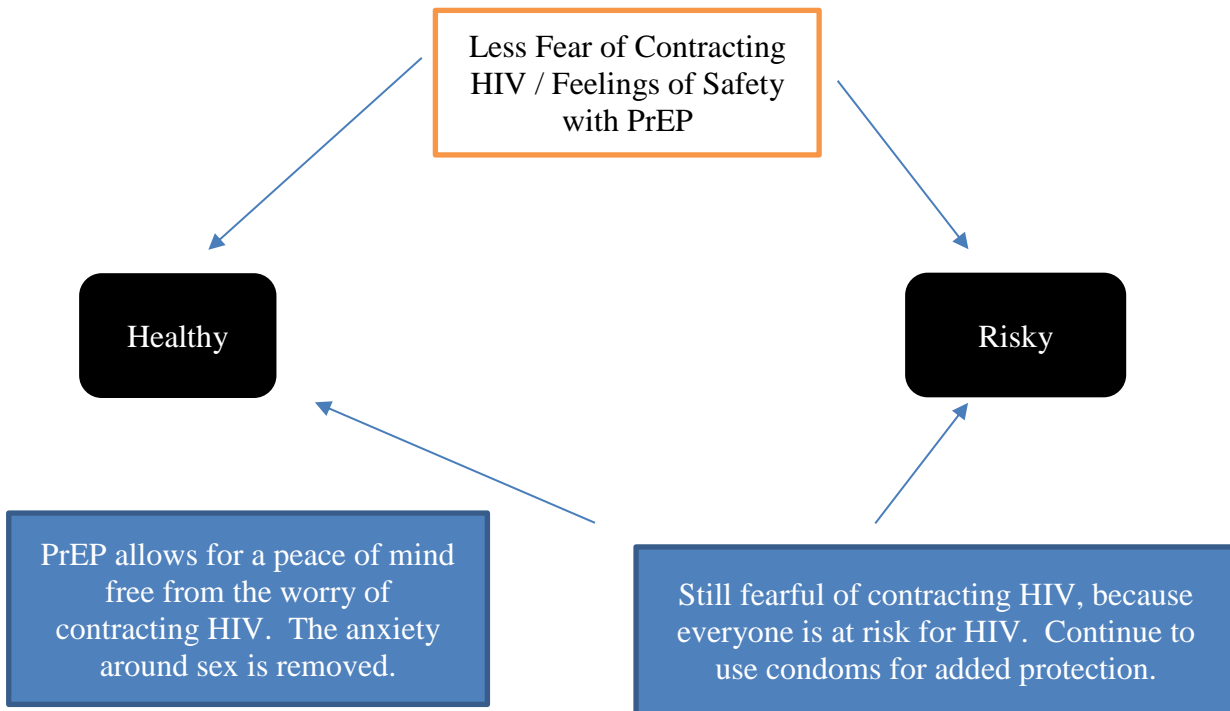 Less Fear of Contracting
HIV / Feelings of Safety
with PrEP
Healthy
Risky
PrEP allows for a peace of mind
free from the worry of
contracting HIV.  The anxiety
around sex is removed.
Still fearful of contracting HIV, because
everyone is at risk for HIV.  Continue to
use condoms for added protection.